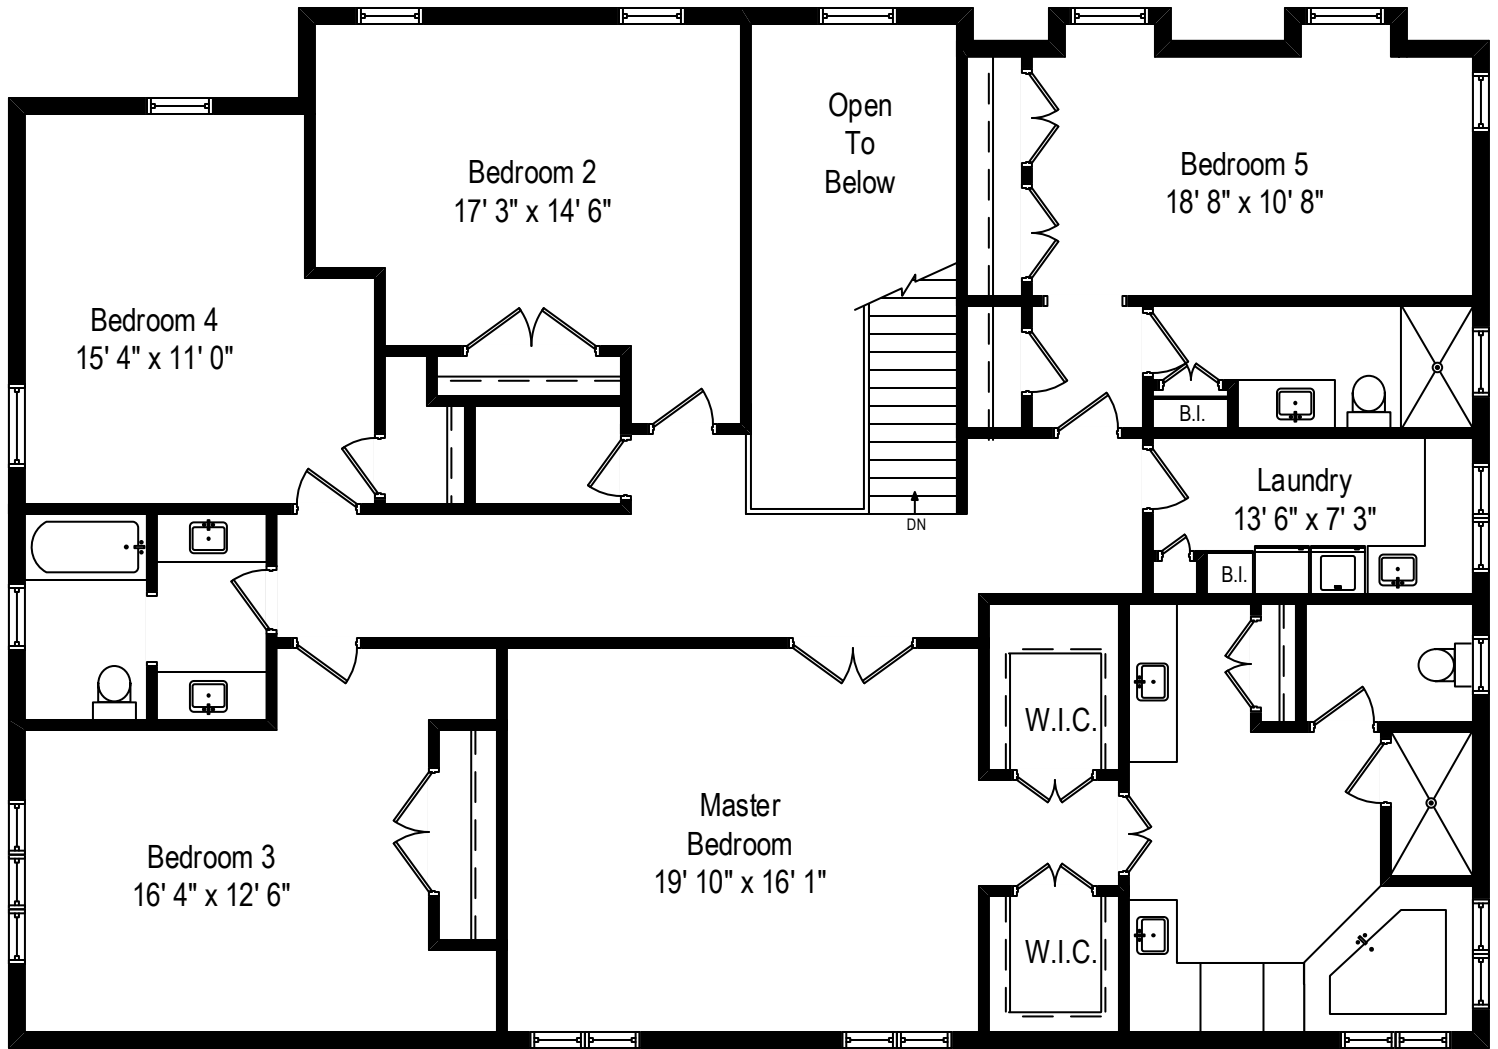 Open
To
Below
Bedroom 2
17' 3" x 14' 6"
Bedroom 5
18' 8" x 10' 8"
Bedroom 4
15' 4" x 11' 0"
B.I.
Laundry
13' 6" x 7' 3"
DN
B.I.
W.I.C.
Master
Bedroom
19' 10" x 16' 1"
Bedroom 3
16' 4" x 12' 6"
W.I.C.